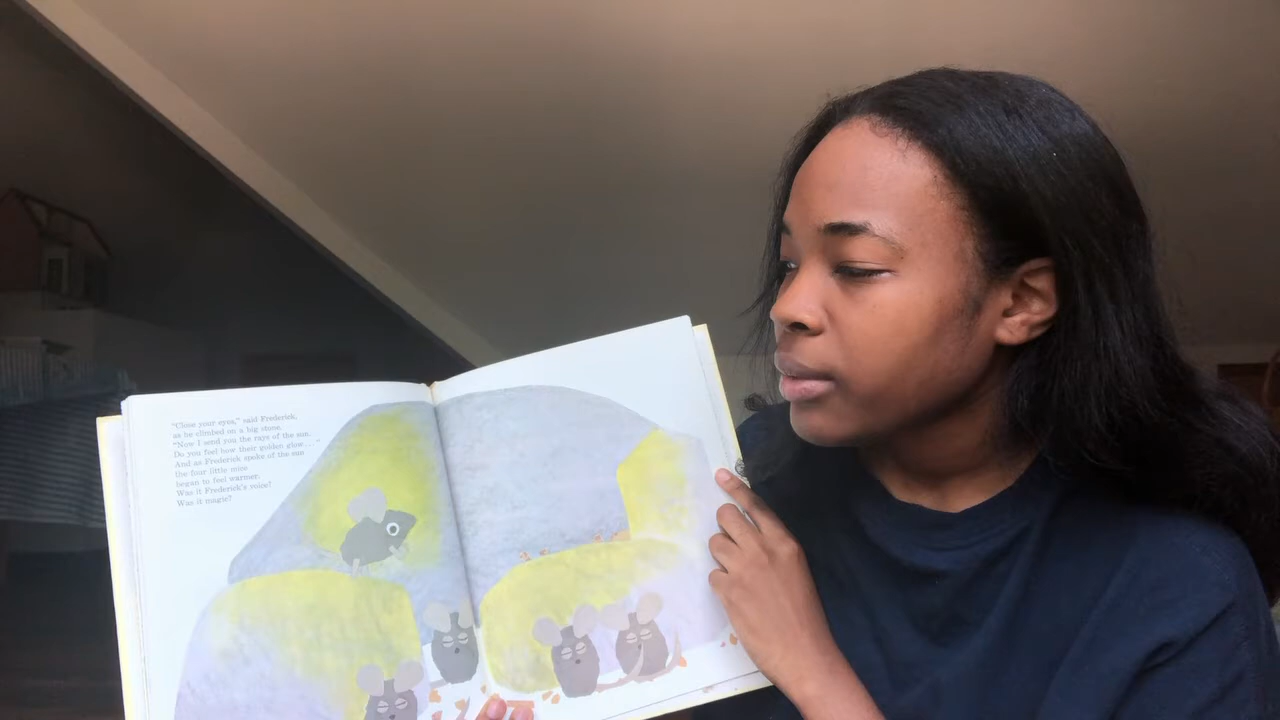 "Close your eyes," said Frederick,
as he climbed on a big stone.
"Now I send you the rays of the sun.
Do you feel how their golden glow..."
And as Frederick spoke of the sun
the four little mice
began to feel warmer.
Was it Frederick's voice?
Was it magic?